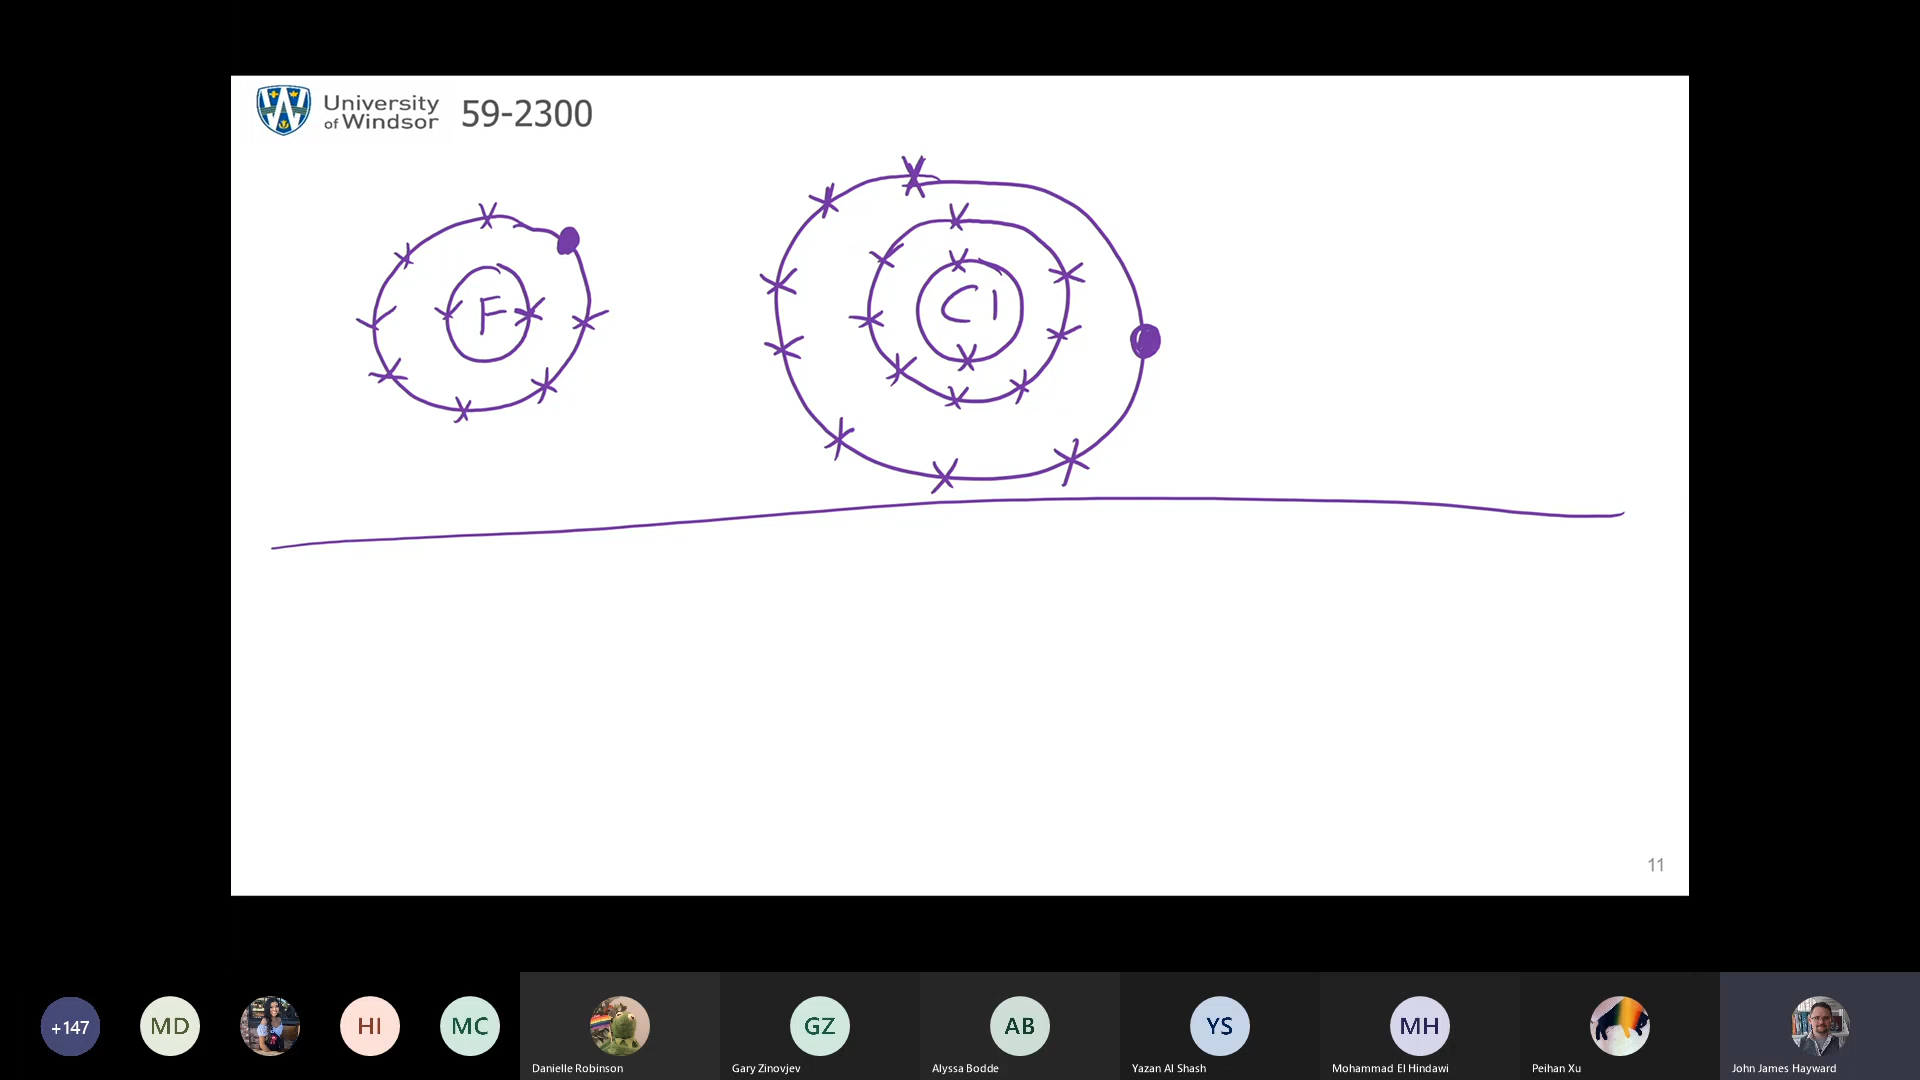 University
of Windsor
59-2300
F
Cl
11
+147
MD
HI
MC
GZ
AB
YS
MH
Danielle Robinson
Gary Zinovjev
Alyssa Bodde
Yazan Al Shash
Mohammad El Hindawi
Peihan Xu
John James Hayward